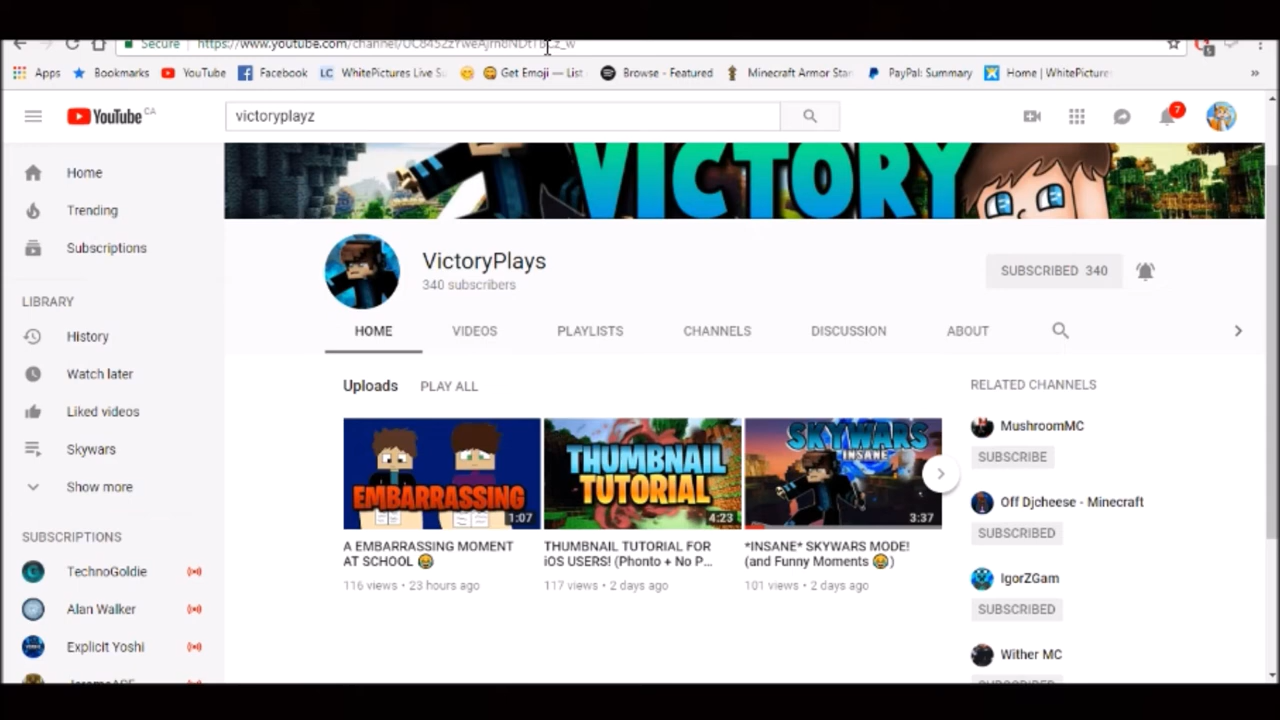 Secure
https://www.youtube.com/channel/
Apps Bookmarks YouTube Facebook WhitePictures Live S Get Emoji — List Browse - Featured Minecraft Armor Star PayPal: Summary Home | WhitePicture »
YouTube CA victoryplayz 7
VICTORY
Home
Trending
Subscriptions
LIBRARY
History
Watch later
Liked videos
Skywars
Show more
SUBSCRIPTIONS
TechnoGoldie
Alan Walker
Explicit Yoshi
VictoryPlays
340 subscribers
SUBSCRIBED 340
HOME VIDEOS PLAYLISTS CHANNELS DISCUSSION ABOUT
Uploads PLAY ALL
EMBARRASSING
1:07
A EMBARRASSING MOMENT
AT SCHOOL 😂
116 views • 23 hours ago
THUMBNAIL
TUTORIAL
4:23
THUMBNAIL TUTORIAL FOR
iOS USERS! (Phonto + No P...
117 views • 2 days ago
SKYWARS
INSANE
3:37
*INSANE* SKYWARS MODE!
(and Funny Moments 😂)
101 views • 2 days ago
RELATED CHANNELS
MushroomMC
SUBSCRIBE
Off Djcheese - Minecraft
SUBSCRIBED
IgorZGam
SUBSCRIBED
Wither MC